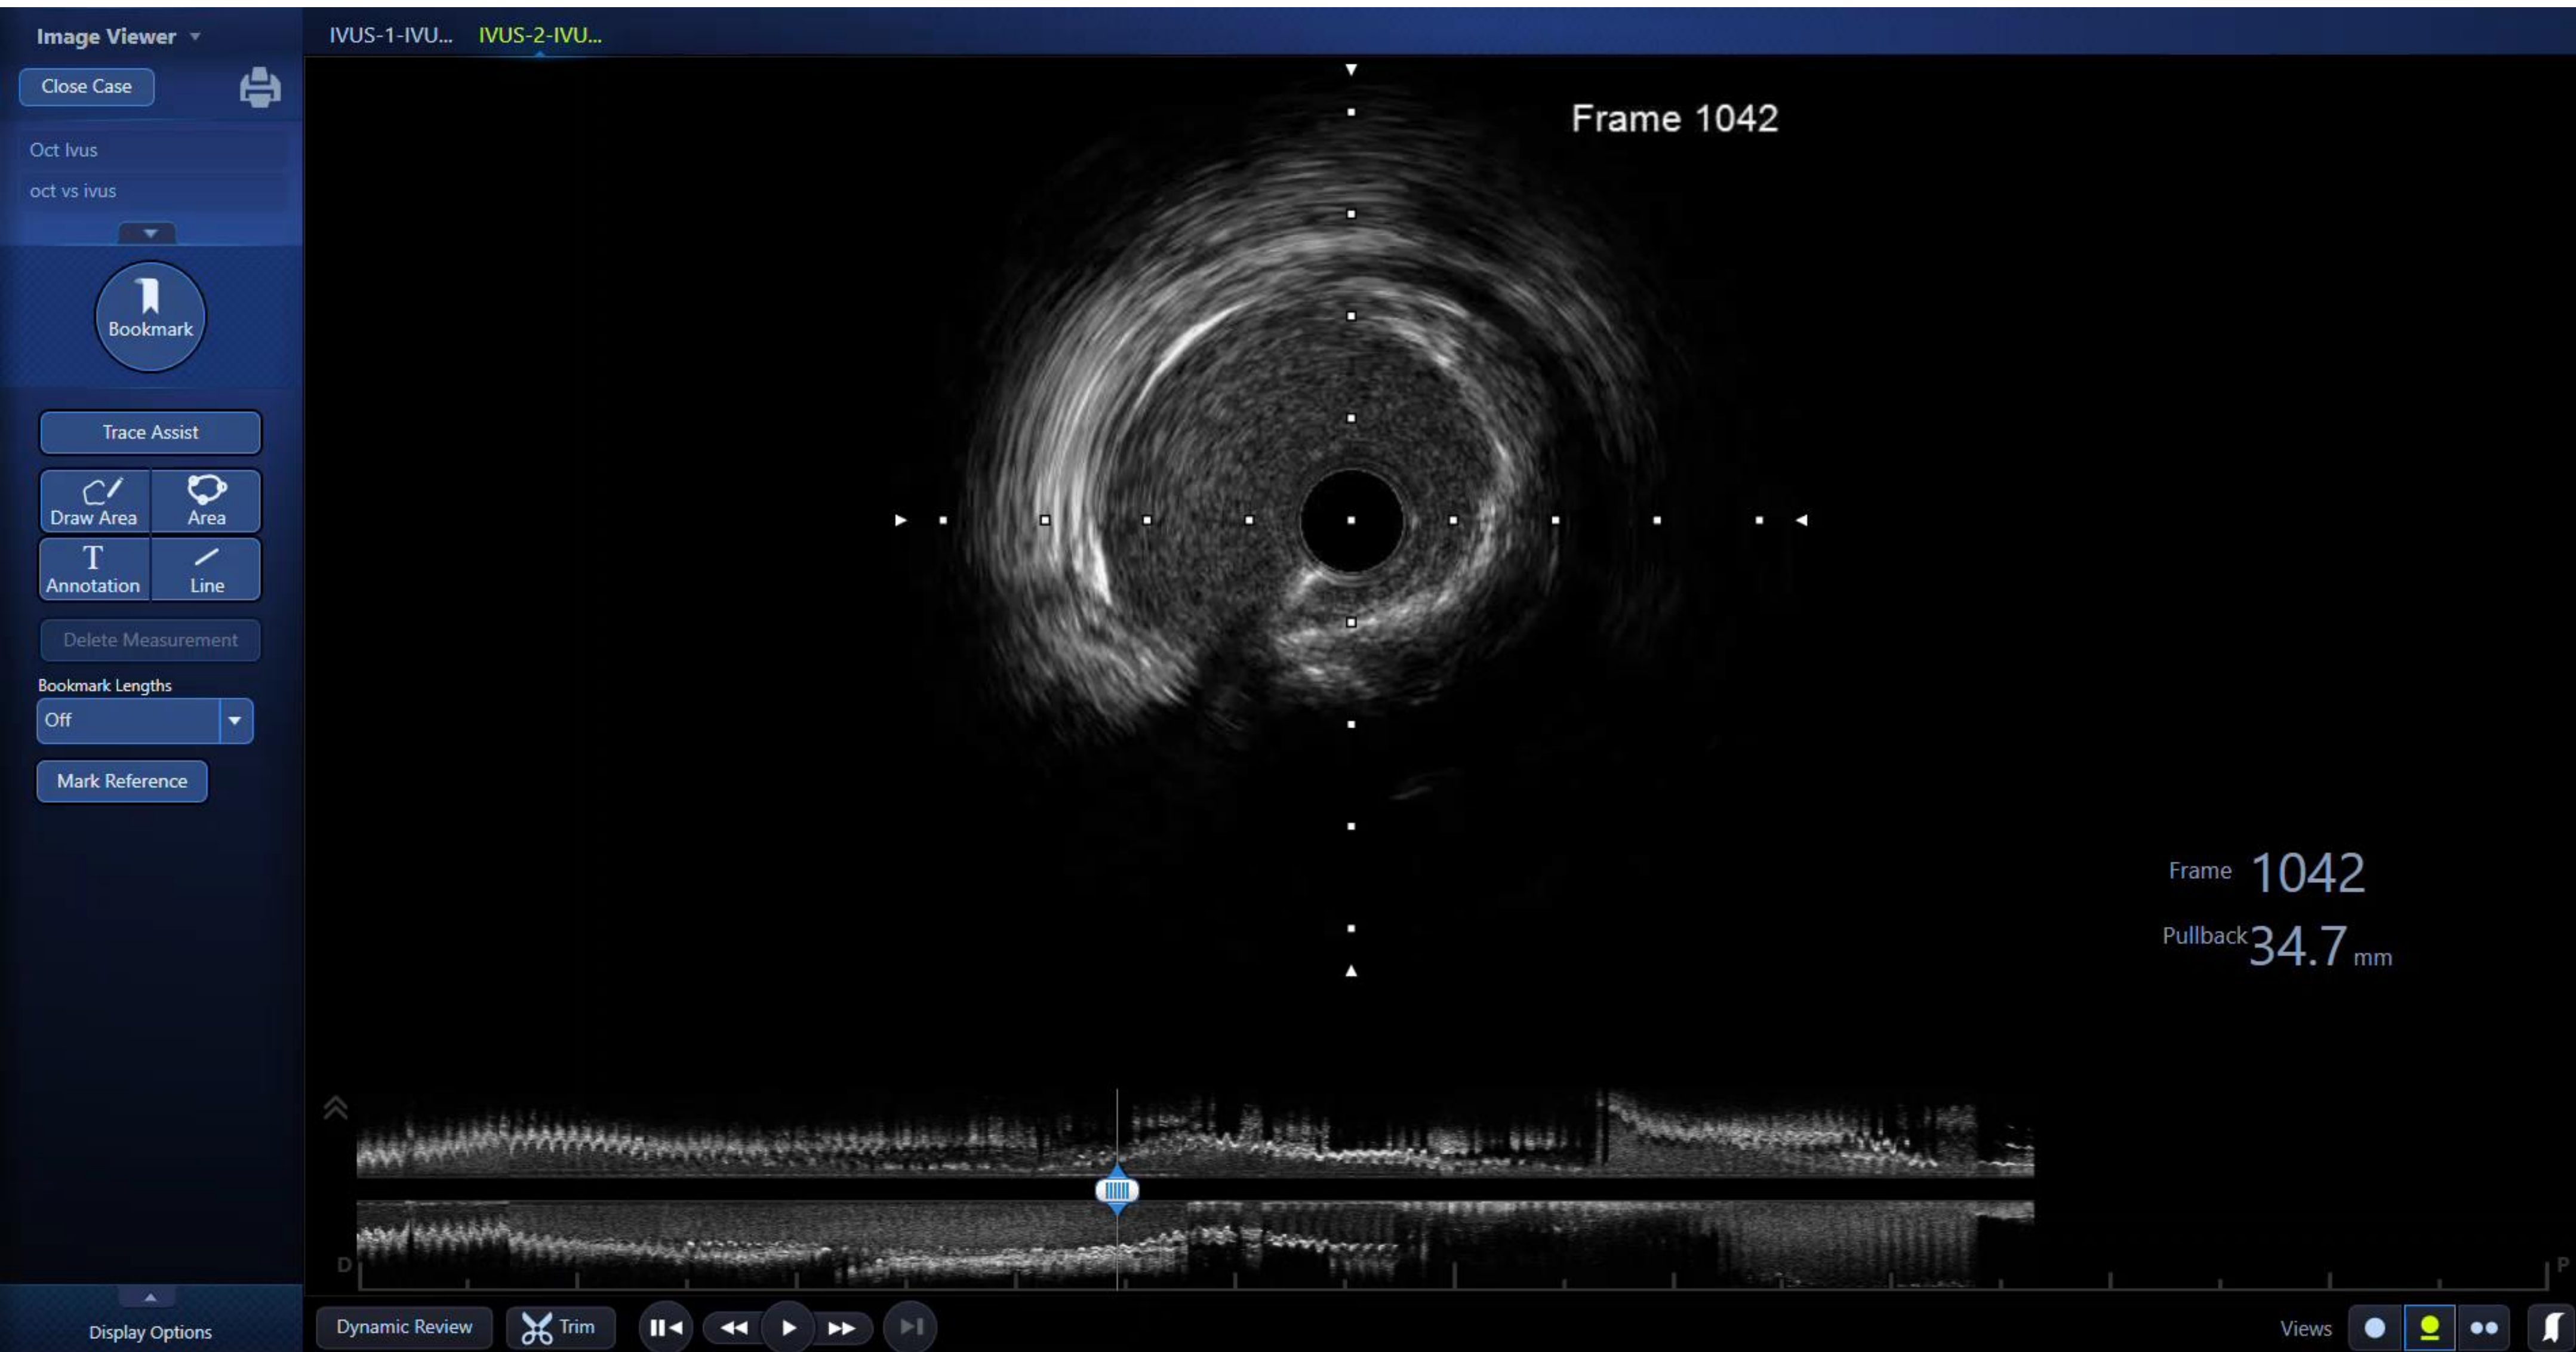 Image Viewer
Close Case
Oct Ivus
oct vs ivus
Bookmark
Trace Assist
Draw Area
Area
T
Annotation
Line
Delete Measurement
Bookmark Lengths
Off
Mark Reference
Display Options
IVUS-1-IVU...
IVUS-2-IVU...
Frame 1042
Frame 1042
Pullback 34.7 mm
D
P
Dynamic Review
Trim
Views